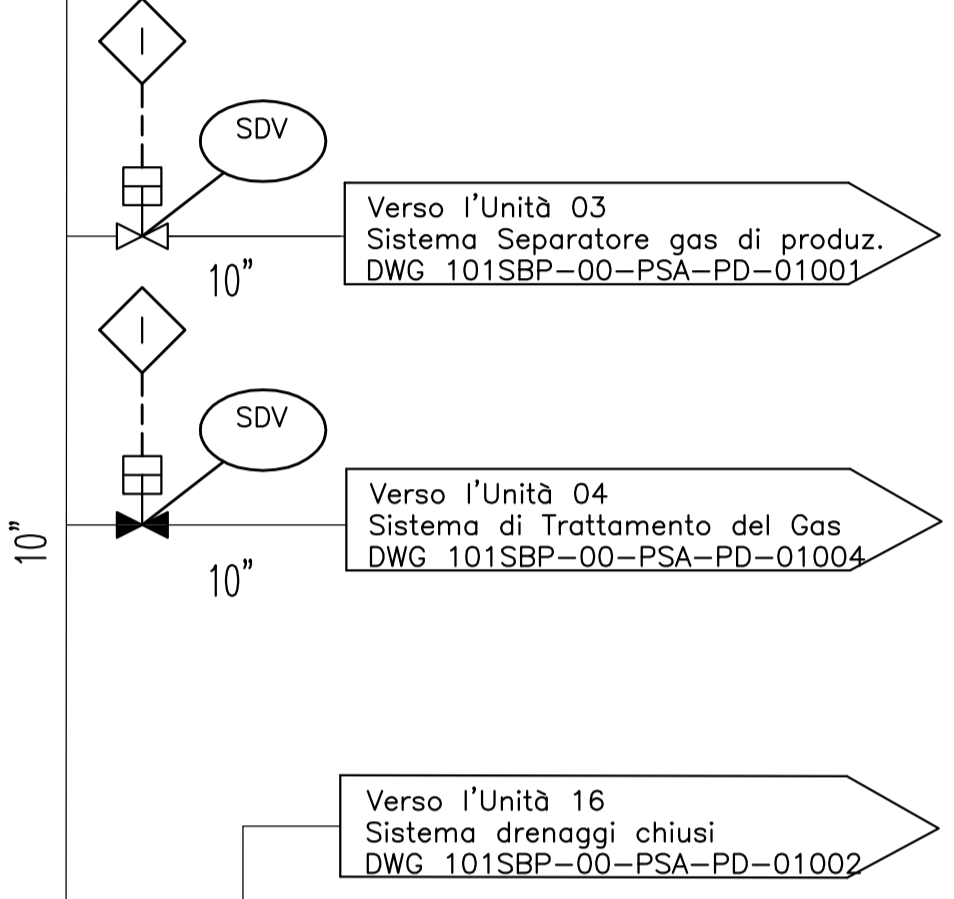 I
SDV
Verso l'Unità 03
Sistema Separatore gas di produz.
DWG 101SBP-00-PSA-PD-01001
10"
I
SDV
Verso l'Unità 04
Sistema di Trattamento del Gas
DWG 101SBP-00-PSA-PD-01004
10"
10"
Verso l'Unità 16
Sistema drenaggi chiusi
DWG 101SBP-00-PSA-PD-01002